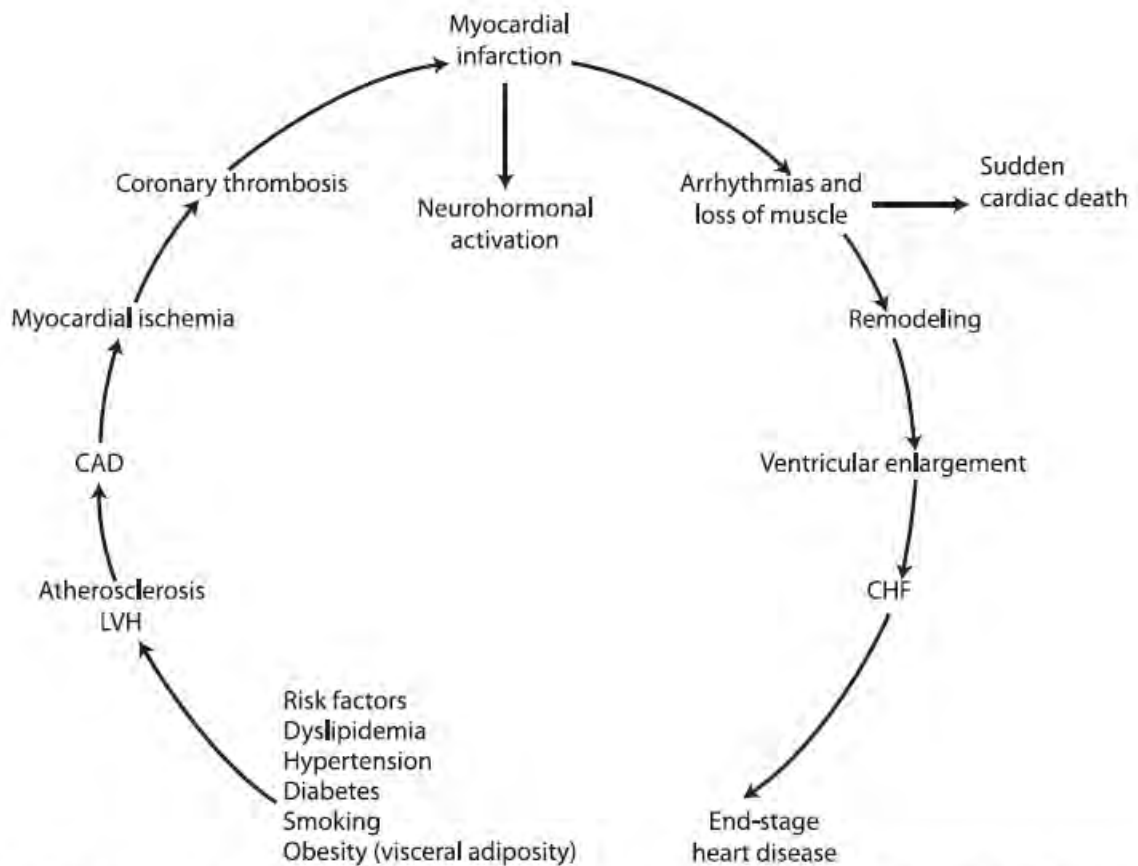 Myocardial
infarction
Coronary thrombosis
Neurohormonal
activation
Arrhythmias and
loss of muscle
Sudden
cardiac death
Myocardial ischemia
Remodeling
CAD
Ventricular enlargement
Atherosclerosis
LVH
CHF
Risk factors
Dyslipidemia
Hypertension
Diabetes
Smoking
Obesity (visceral adiposity)
End-stage
heart disease